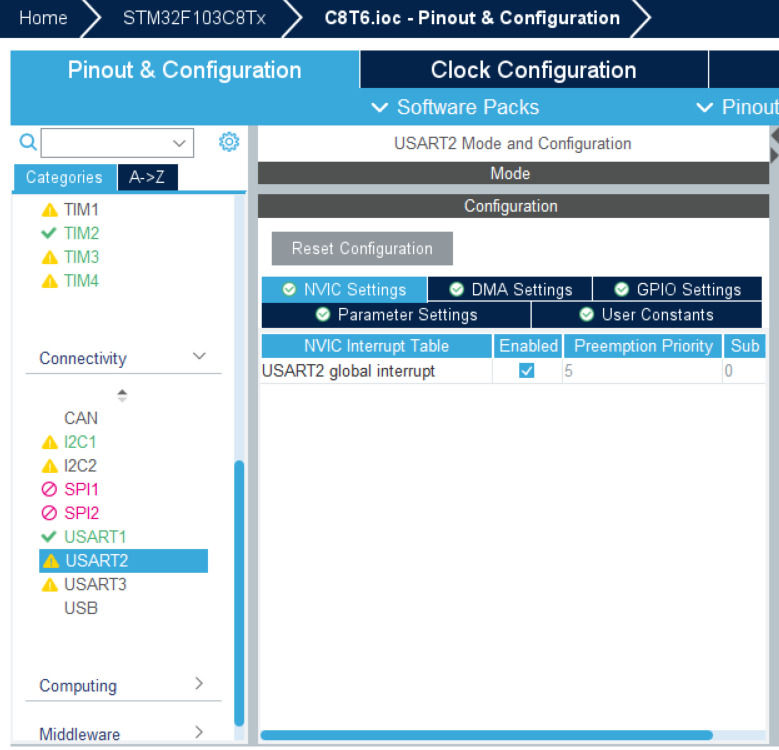 Home STM32F103C8Tx C8T6.ioc - Pinout & Configuration
Pinout & Configuration Clock Configuration
Software Packs Pinout
USART2 Mode and Configuration
Categories A->Z
Mode
Configuration
Reset Configuration
NVIC Settings DMA Settings GPIO Settings
Parameter Settings User Constants
NVIC Interrupt Table Enabled Preemption Priority Sub
USART2 global interrupt 5 0
TIM1
TIM2
TIM3
TIM4
Connectivity
CAN
I2C1
I2C2
SPI1
SPI2
USART1
USART2
USART3
USB
Computing
Middleware